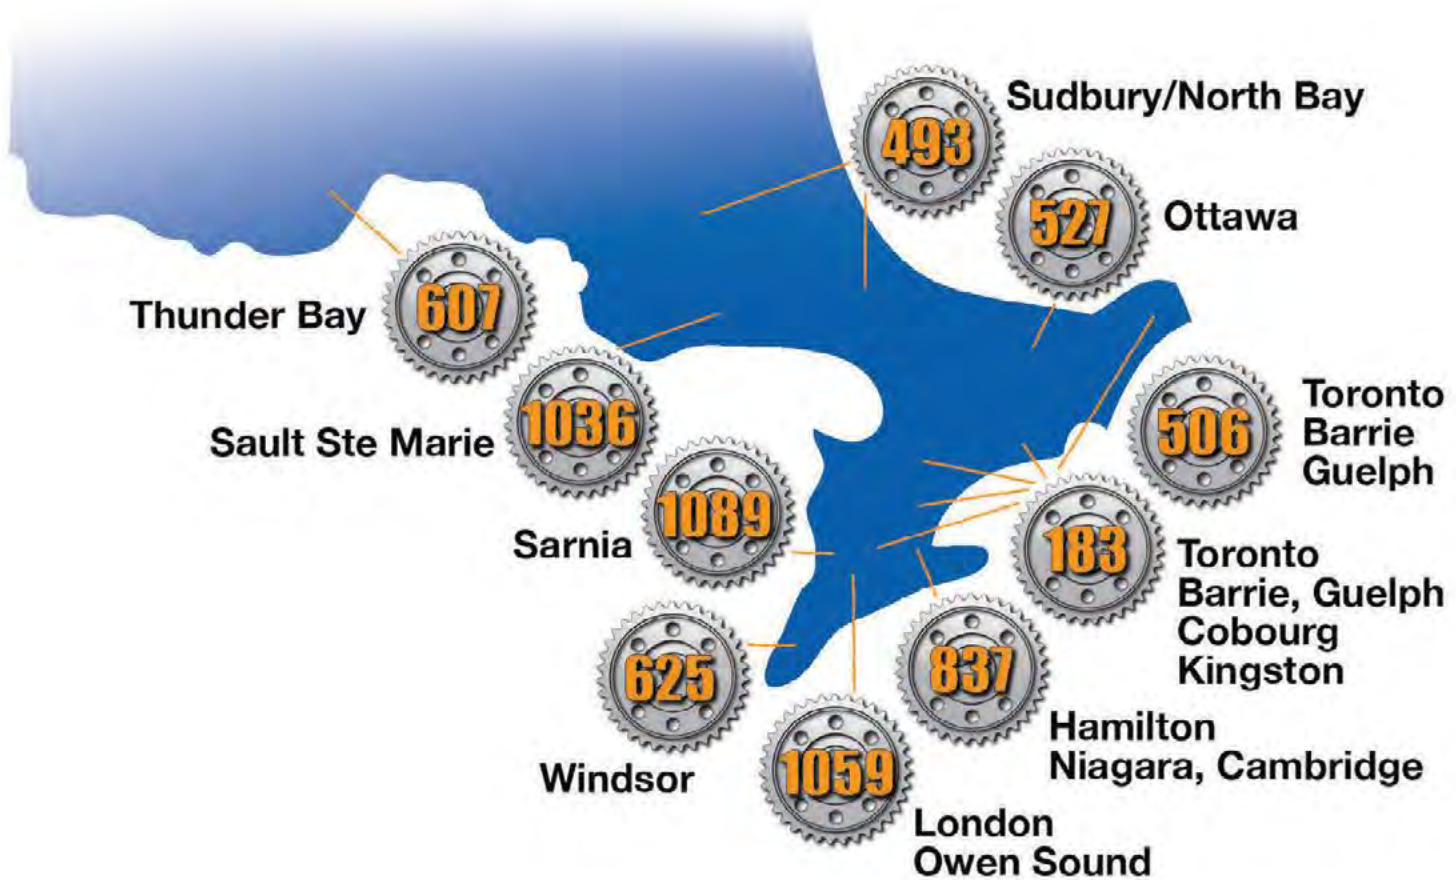 493
Sudbury/North Bay
527
Ottawa
Thunder Bay
607
506
Toronto
Barrie
Guelph
Sault Ste Marie
1036
Sarnia
1089
183
Toronto
Barrie, Guelph
Cobourg
Kingston
625
Windsor
837
Hamilton
Niagara, Cambridge
1059
London
Owen Sound